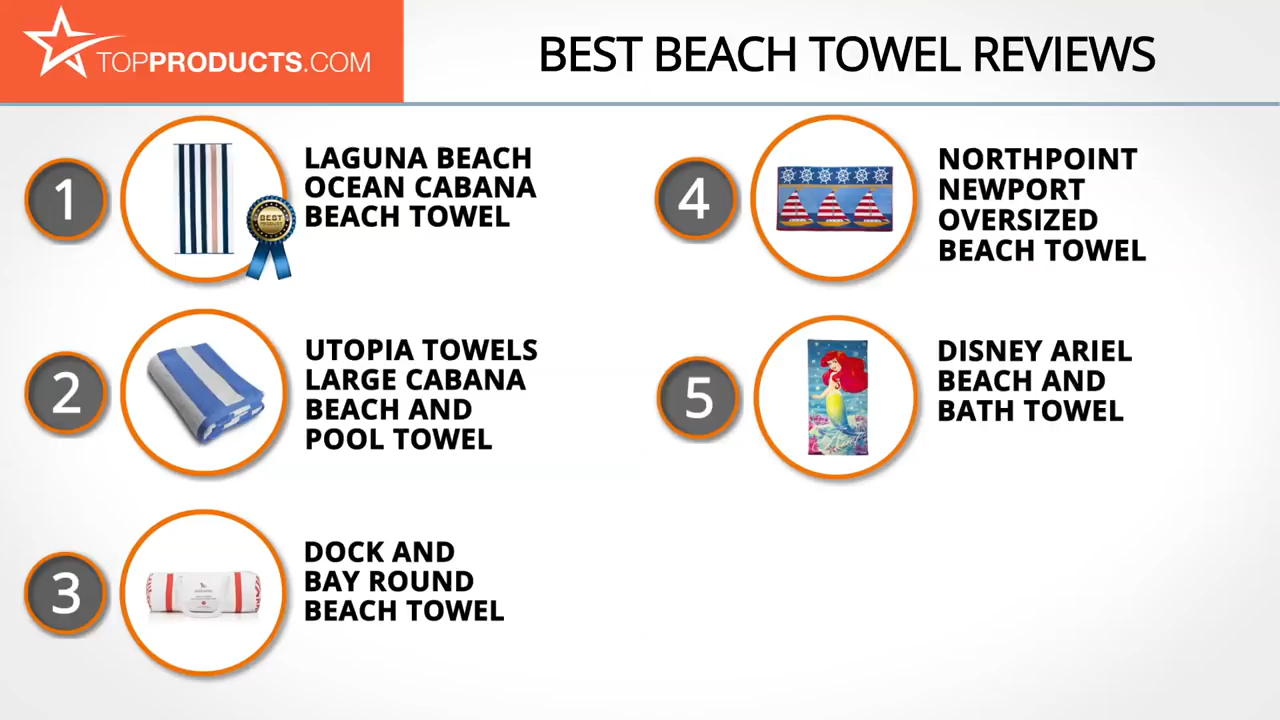 TOPPRODUCTS.COM
BEST BEACH TOWEL REVIEWS
1
BEST
LAGUNA BEACH
OCEAN CABANA
BEACH TOWEL
2
UTOPIA TOWELS
LARGE CABANA
BEACH AND
POOL TOWEL
3
DOCK AND
BAY ROUND
BEACH TOWEL
4
NORTHPOINT
NEWPORT
OVERSIZED
BEACH TOWEL
5
DISNEY ARIEL
BEACH AND
BATH TOWEL